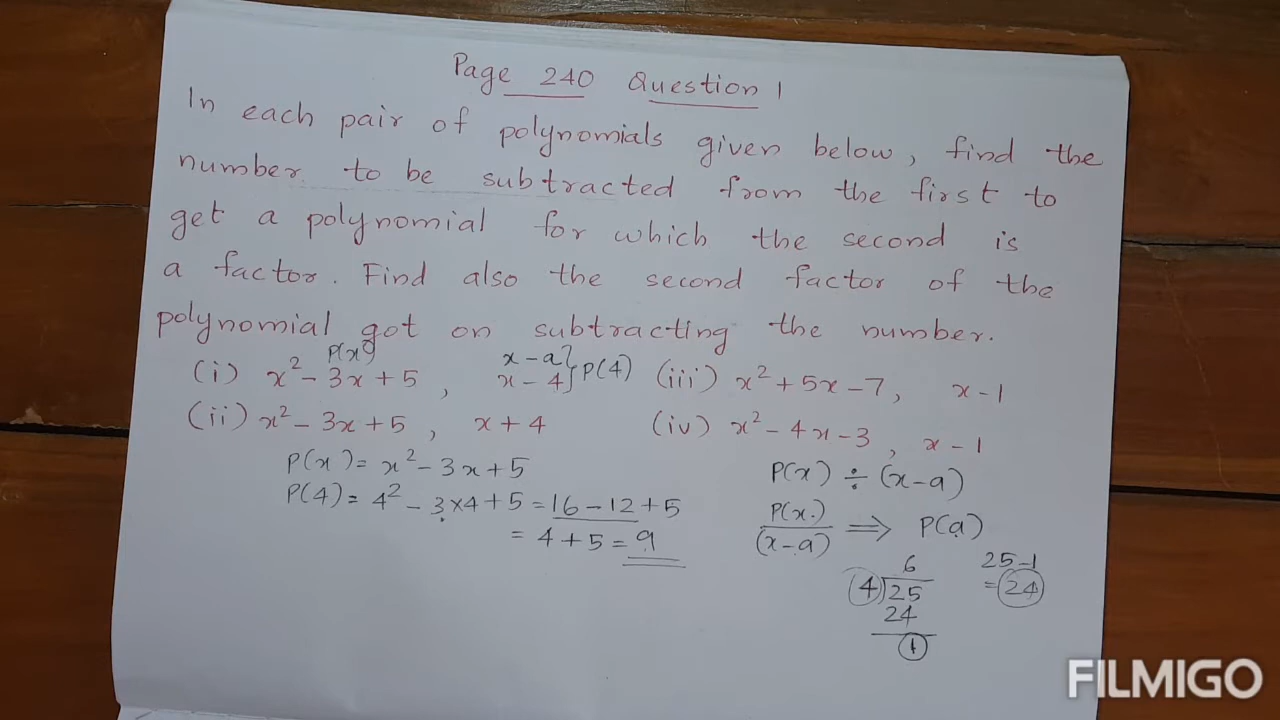 Page 240 Question 1
In each pair of polynomials given below, find the
number to be subtracted from the first to
get a polynomial for which the second is
a factor. Find also the second factor of the
polynomial got on subtracting the number.
P(x) x-a
(i) x² - 3x + 5 , x - 4 } P(4) (iii) x² + 5x - 7, x - 1
(ii) x² - 3x + 5 , x + 4 (iv) x² - 4x - 3 , x - 1
P(x) = x² - 3x + 5 P(x) ÷ (x-a)
P(4) = 4² - 3×4 + 5 = 16 - 12 + 5
= 4 + 5 = 9
P(x) / (x-a) ⟹ P(a)
6 25-1
4)25 = 24
24
1
FILMIGO